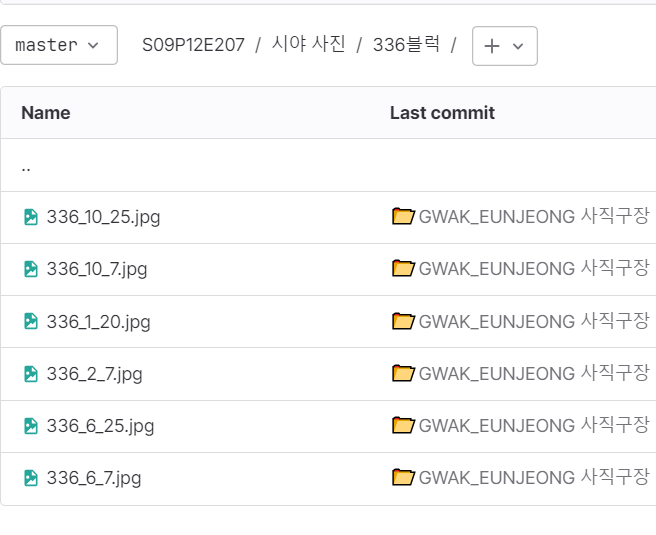 master S09P12E207 / 시야 사진 / 336블럭 / +
Name Last commit
..
336_10_25.jpg GWAK_EUNJEONG 사직구장
336_10_7.jpg GWAK_EUNJEONG 사직구장
336_1_20.jpg GWAK_EUNJEONG 사직구장
336_2_7.jpg GWAK_EUNJEONG 사직구장
336_6_25.jpg GWAK_EUNJEONG 사직구장
336_6_7.jpg GWAK_EUNJEONG 사직구장